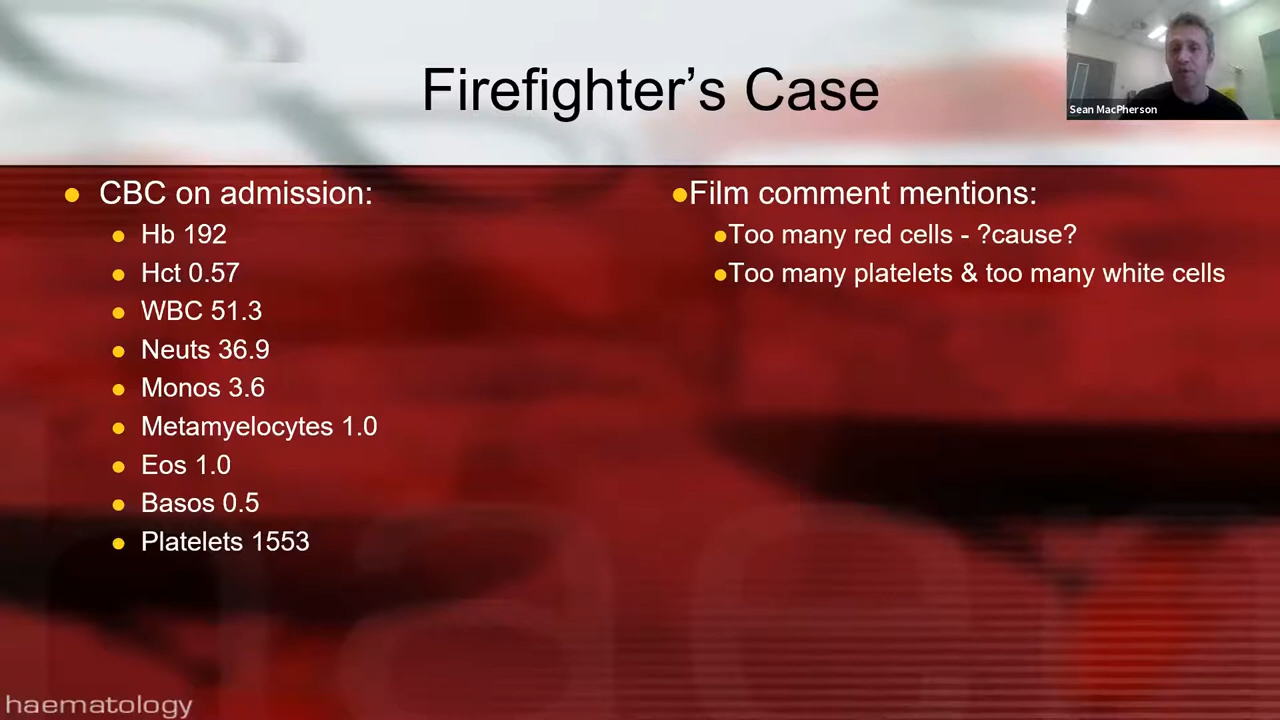 Firefighter’s Case
Sean MacPherson
CBC on admission:
Hb 192
Hct 0.57
WBC 51.3
Neuts 36.9
Monos 3.6
Metamyelocytes 1.0
Eos 1.0
Basos 0.5
Platelets 1553
Film comment mentions:
Too many red cells - ?cause?
Too many platelets & too many white cells
haematology